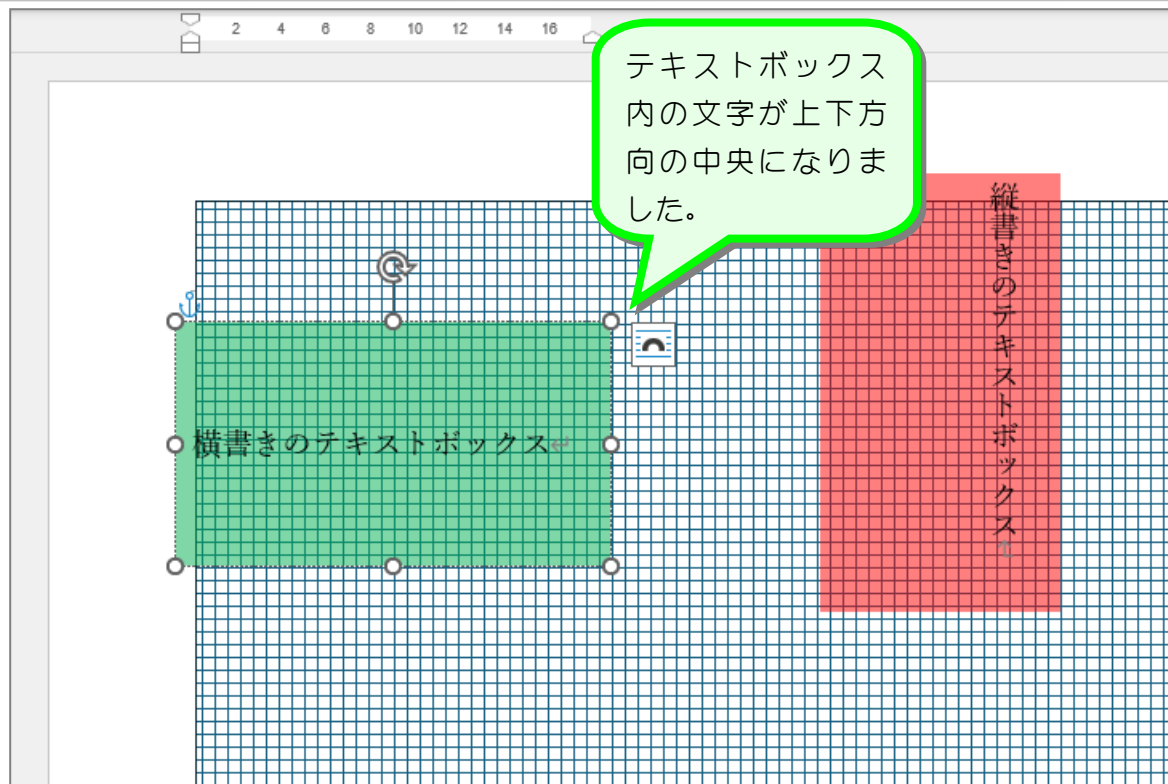 2 4 6 8 10 12 14 16
テキストボックス
内の文字が上下方
向の中央になりま
した。
縦書きのテキストボックス
横書きのテキストボックス